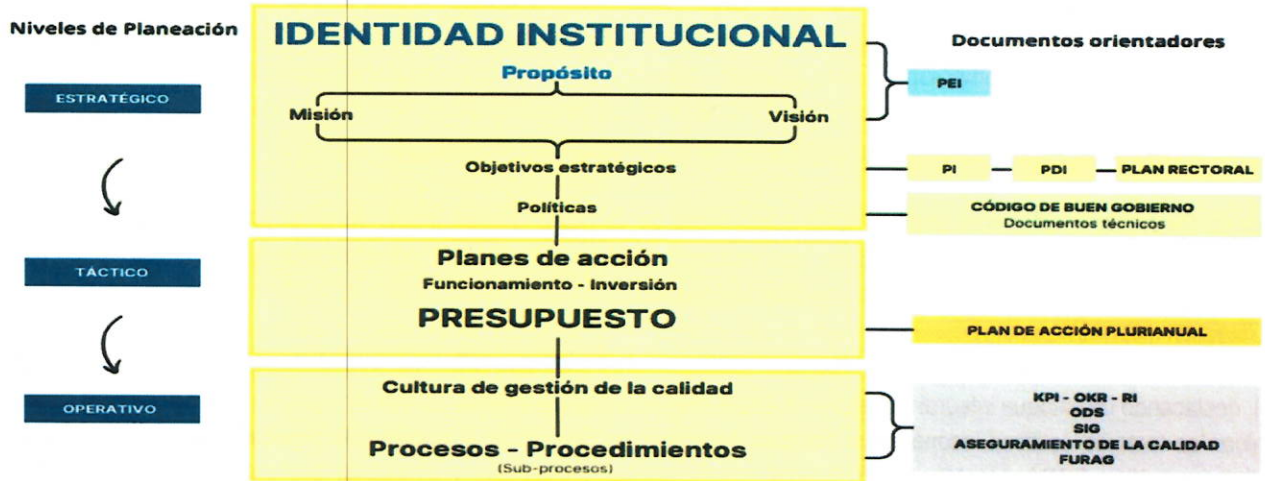 Niveles de Planeación
IDENTIDAD INSTITUCIONAL
Documentos orientadores
Propósito
PEI
ESTRATÉGICO
Misión
Visión
Objetivos estratégicos
PI
PDI
PLAN RECTORAL
Políticas
CÓDIGO DE BUEN GOBIERNO
Documentos técnicos
TÁCTICO
Planes de acción
Funcionamiento - Inversión
PRESUPUESTO
PLAN DE ACCIÓN PLURIANUAL
OPERATIVO
Cultura de gestión de la calidad
Procesos - Procedimientos
(Sub-procesos)
KPI - OKR - RI
ODS
SIG
ASEGURAMIENTO DE LA CALIDAD
FURAG